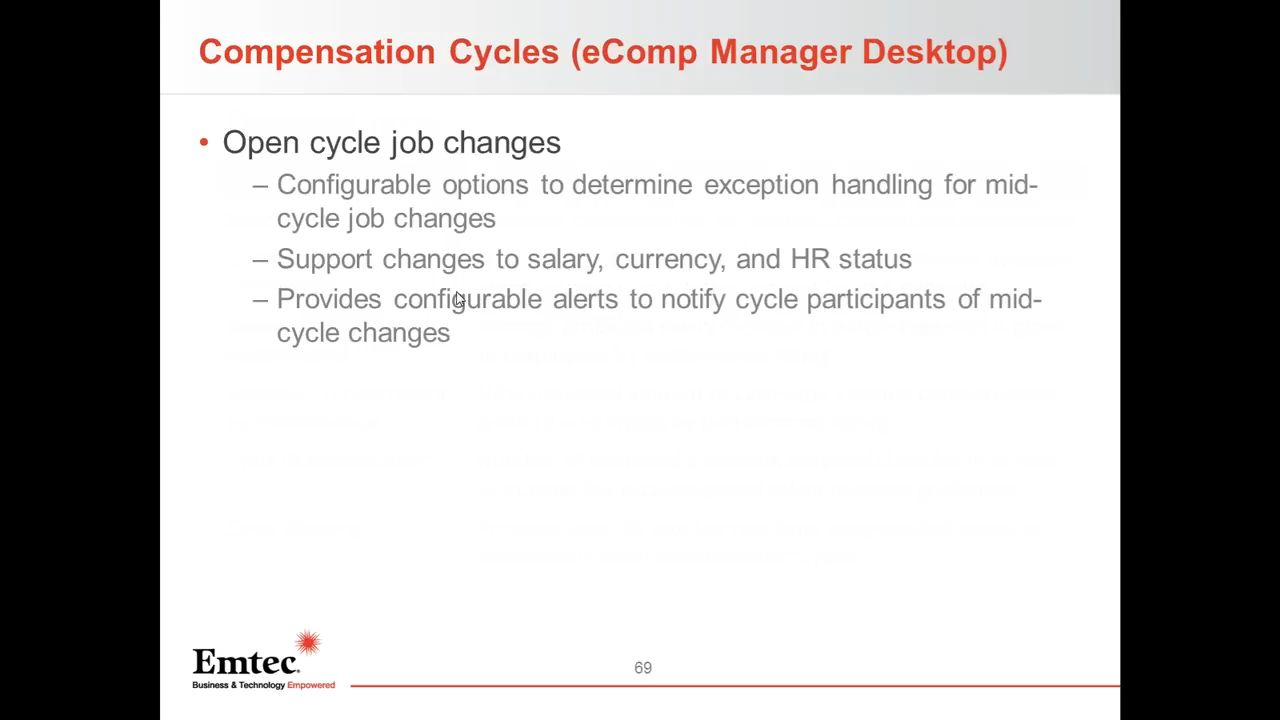 Compensation Cycles (eComp Manager Desktop)
• Open cycle job changes
– Configurable options to determine exception handling for mid-
cycle job changes
– Support changes to salary, currency, and HR status
– Provides configurable alerts to notify cycle participants of mid-
cycle changes
Emtec.
Business & Technology Empowered
69